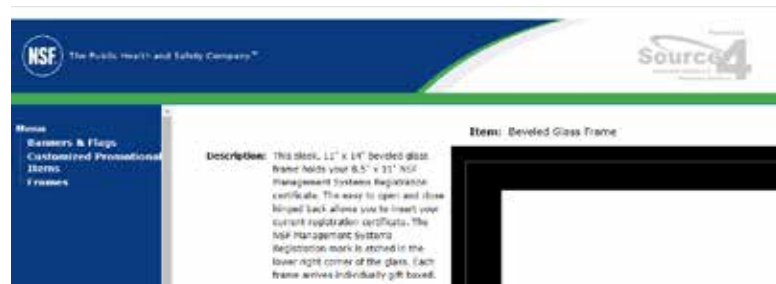 NSF
The Public Health and Safety Company™
Source4
Menu
Banners & Flags
Customized Promotional
Items
Frames
Item: Beveled Glass Frame
Description: This sleek, 11" x 14" beveled glass
frame holds your 8.5" x 11" NSF
Management Systems Registration
certificate. The easy to open and close
hinged back allows you to insert your
current registration certificate. The
NSF Management Systems
Registration mark is etched in the
lower right corner of the glass. Each
frame arrives individually gift boxed.